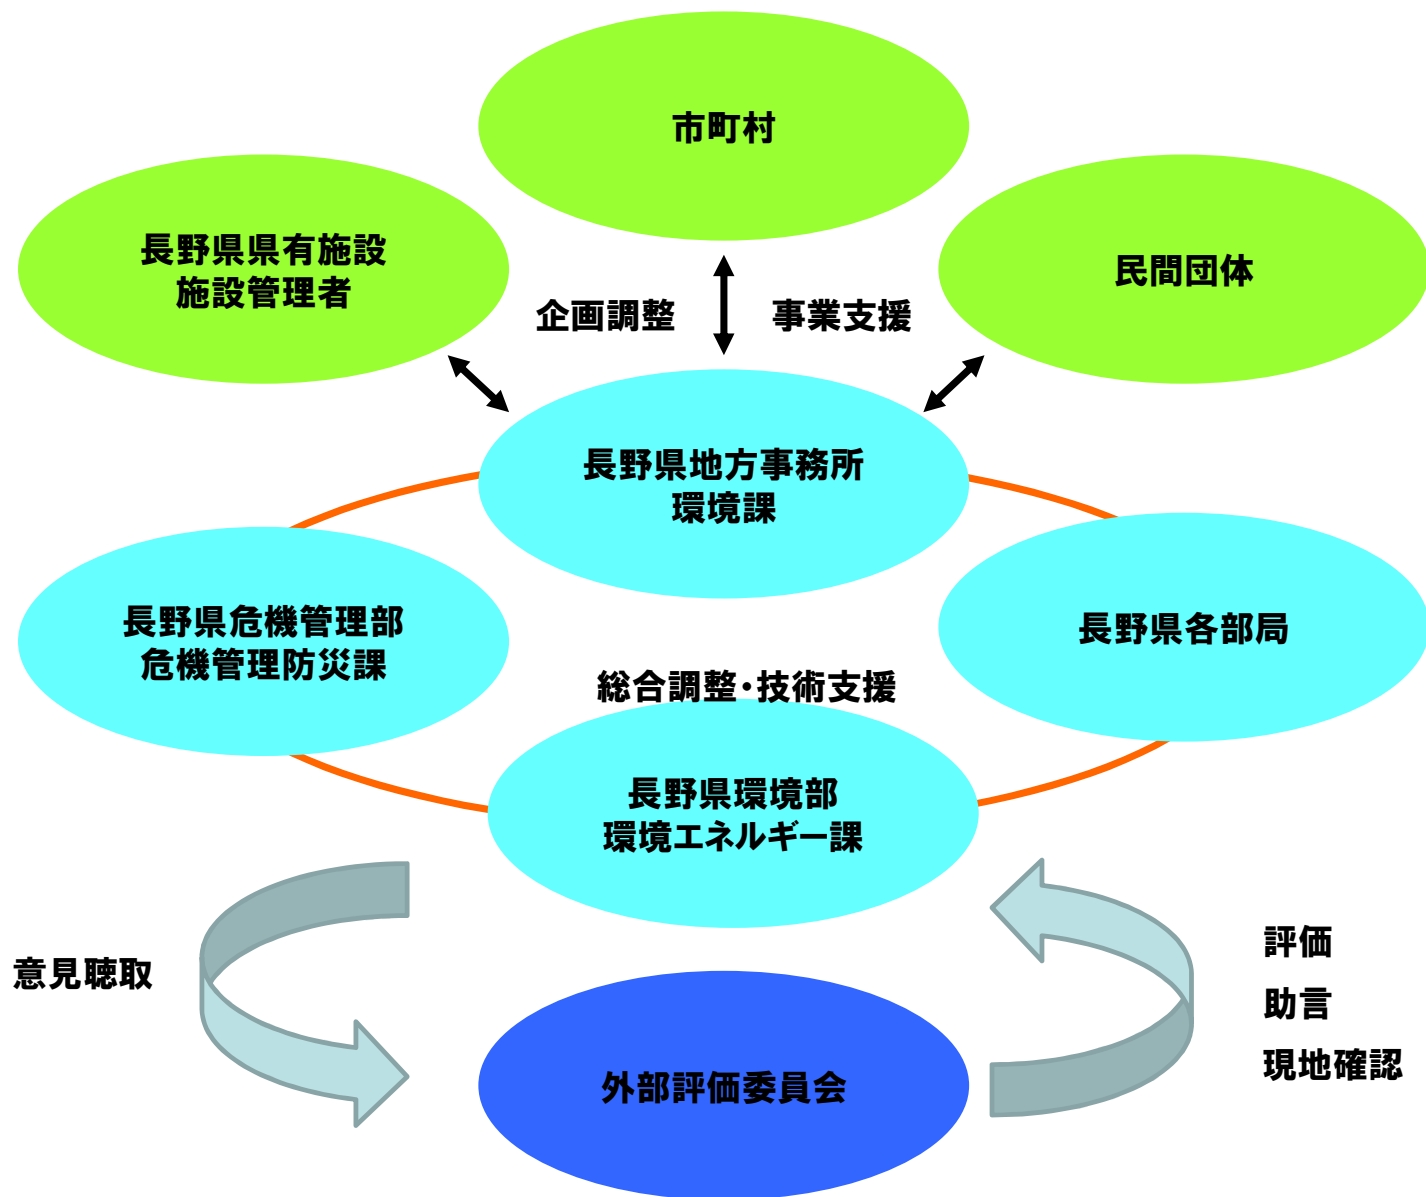 市町村
長野県県有施設
施設管理者
民間団体
企画調整
事業支援
長野県地方事務所
環境課
長野県危機管理部
危機管理防災課
長野県各部局
総合調整・技術支援
長野県環境部
環境エネルギー課
意見聴取
評価
助言
現地確認
外部評価委員会